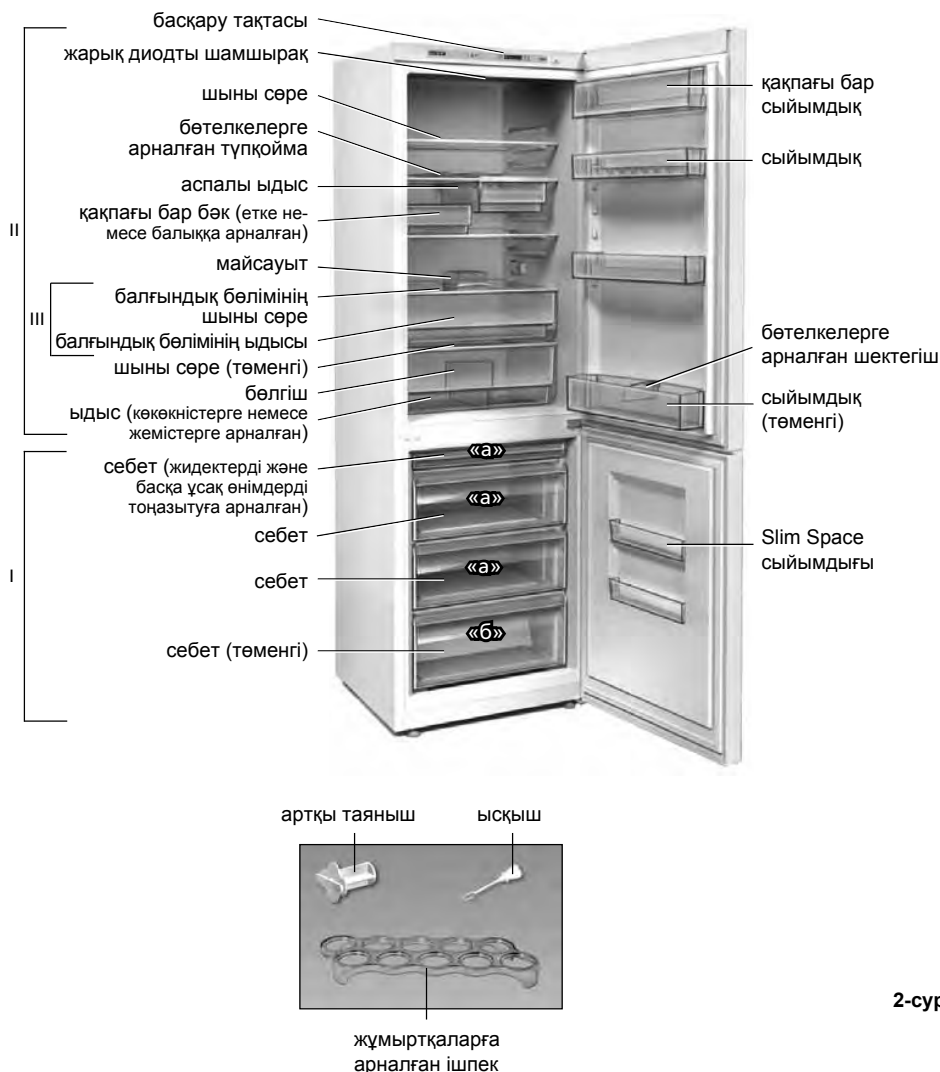 басқару тақтасы
жарық диодты шамшырақ
шыны сөре
бөтелкелерге
арналған түпқойма
аспалы ыдыс
қақпағы бар бәк (етке не-
месе балыққа арналған)
майсауыт
балғындық бөлімінің
шыны сөре
балғындық бөлімінің ыдысы
шыны сөре (төменгі)
бөлгіш
ыдыс (көкөкністерге немесе
жемістерге арналған)
II
III
себет (жидектерді және
басқа ұсақ өнімдерді
тоңазытуға арналған)
себет
себет
себет (төменгі)
I
«а»
«а»
«а»
«б»
қақпағы бар
сыйымдық
сыйымдық
бөтелкелерге
арналған шектегіш
сыйымдық
(төменгі)
Slim Space
сыйымдығы
артқы таяныш
ысқыш
жұмыртқаларға
арналған ішпек
2-сур